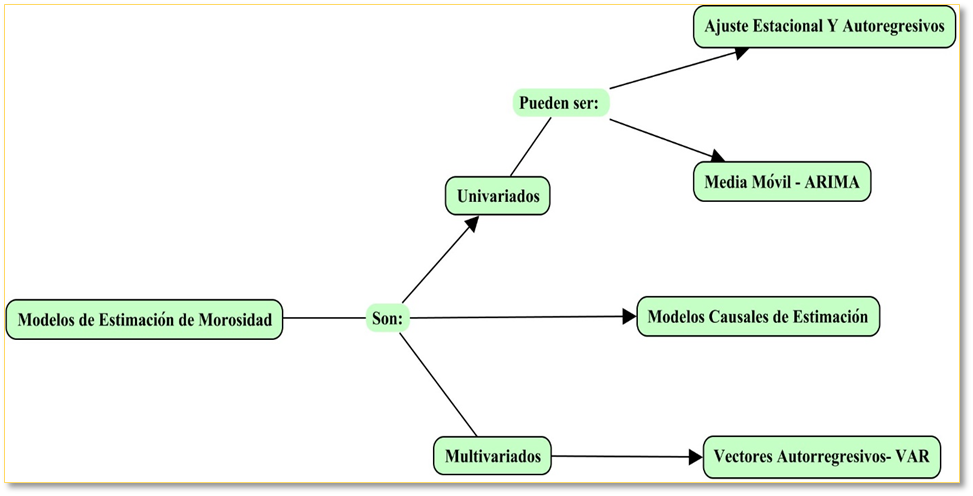 Ajuste Estacional Y Autoregresivos
Pueden ser:
Media Móvil - ARIMA
Univariados
Modelos de Estimación de Morosidad
Son:
Modelos Causales de Estimación
Multivariados
Vectores Autorregresivos- VAR